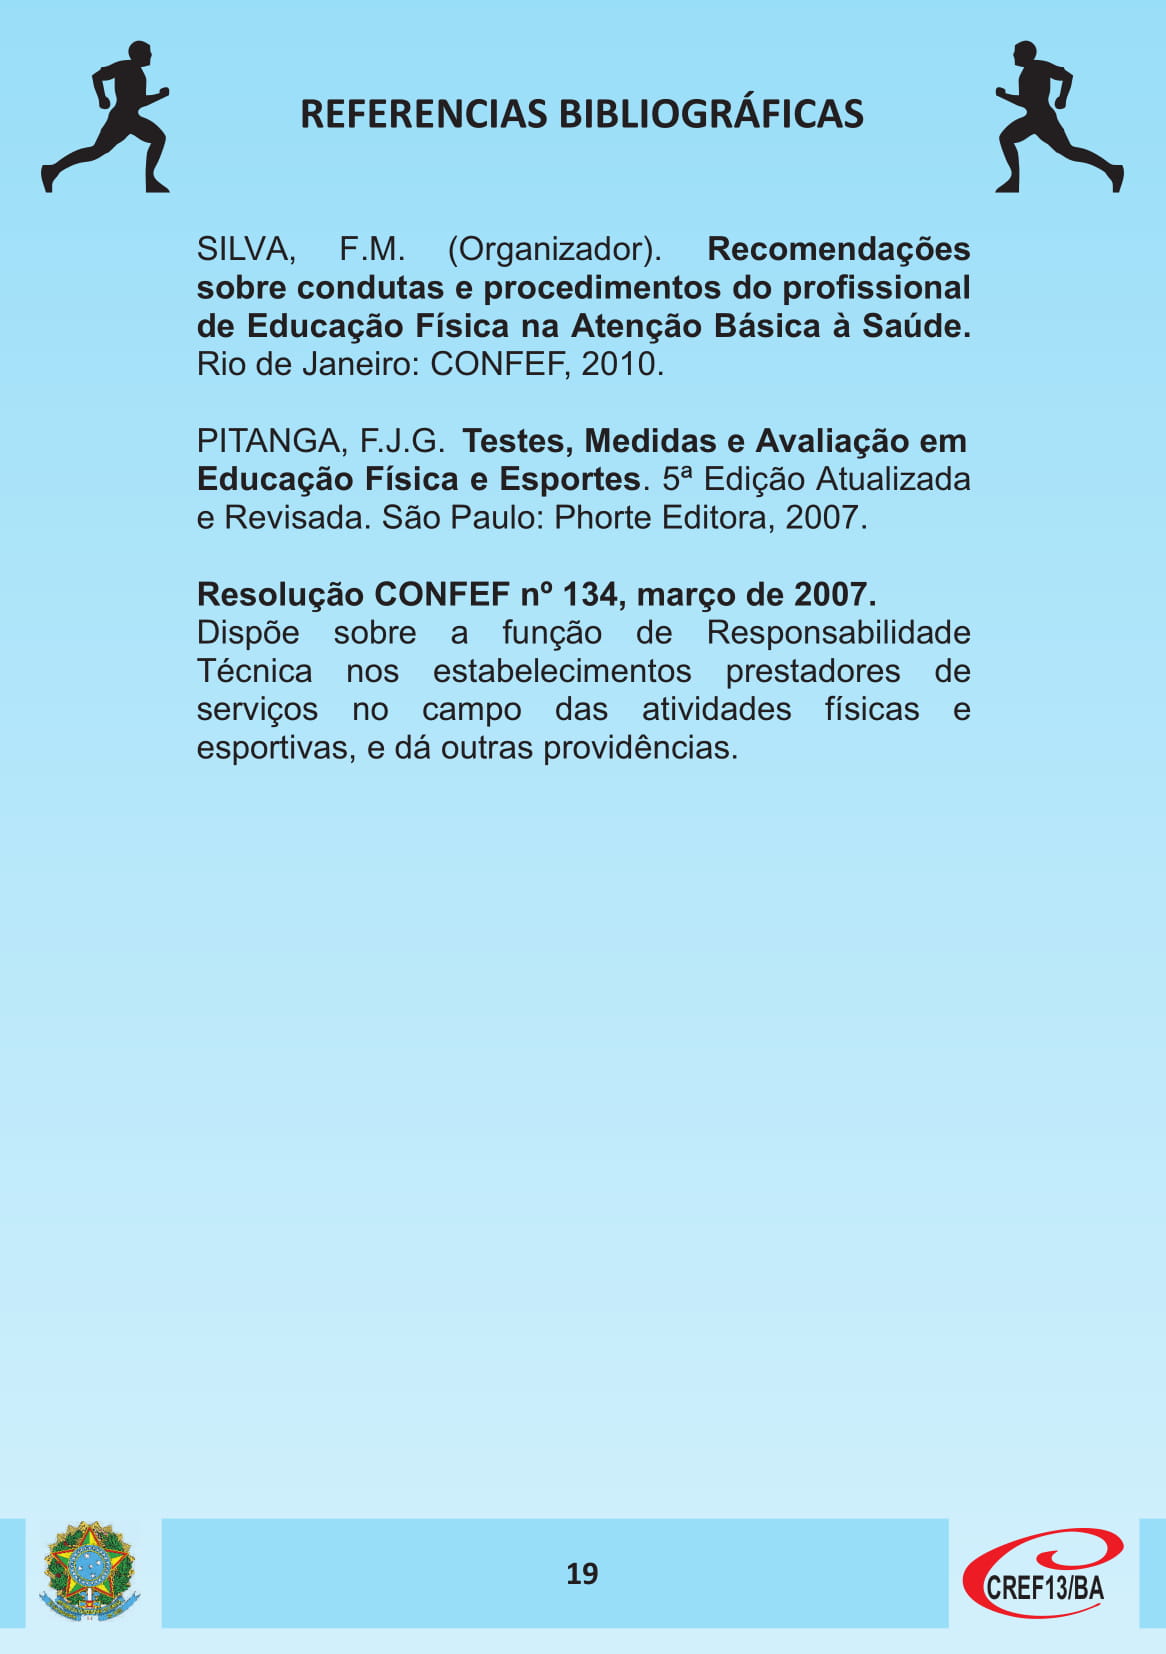 REFERENCIAS BIBLIOGRÁFICAS
SILVA, F.M. (Organizador). Recomendações
sobre condutas e procedimentos do profissional
de Educação Física na Atenção Básica à Saúde.
Rio de Janeiro: CONFEF, 2010.
PITANGA, F.J.G. Testes, Medidas e Avaliação em
Educação Física e Esportes. 5ª Edição Atualizada
e Revisada. São Paulo: Phorte Editora, 2007.
Resolução CONFEF nº 134, março de 2007.
Dispõe sobre a função de Responsabilidade
Técnica nos estabelecimentos prestadores de
serviços no campo das atividades físicas e
esportivas, e dá outras providências.
19
CREF13/BA